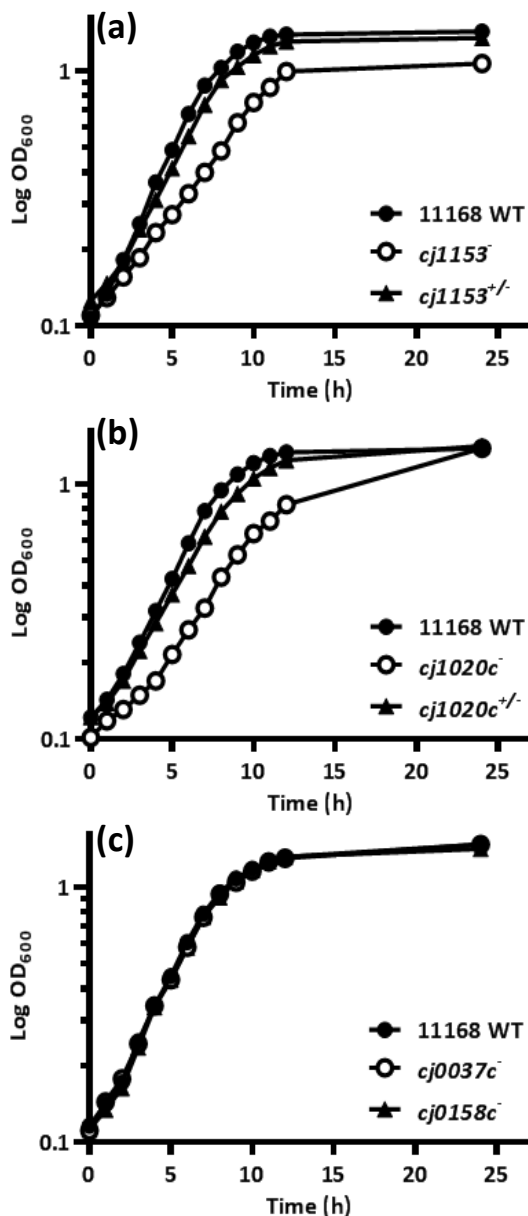 (a)
1
0.1
Log OD₆₀₀
11168 WT
cj1153⁻
cj1153⁺/⁻
0 5 10 15 20 25
Time (h)
(b)
1
0.1
Log OD₆₀₀
11168 WT
cj1020c⁻
cj1020c⁺/⁻
0 5 10 15 20 25
Time (h)
(c)
1
0.1
Log OD₆₀₀
11168 WT
cj0037c⁻
cj0158c⁻
0 5 10 15 20 25
Time (h)